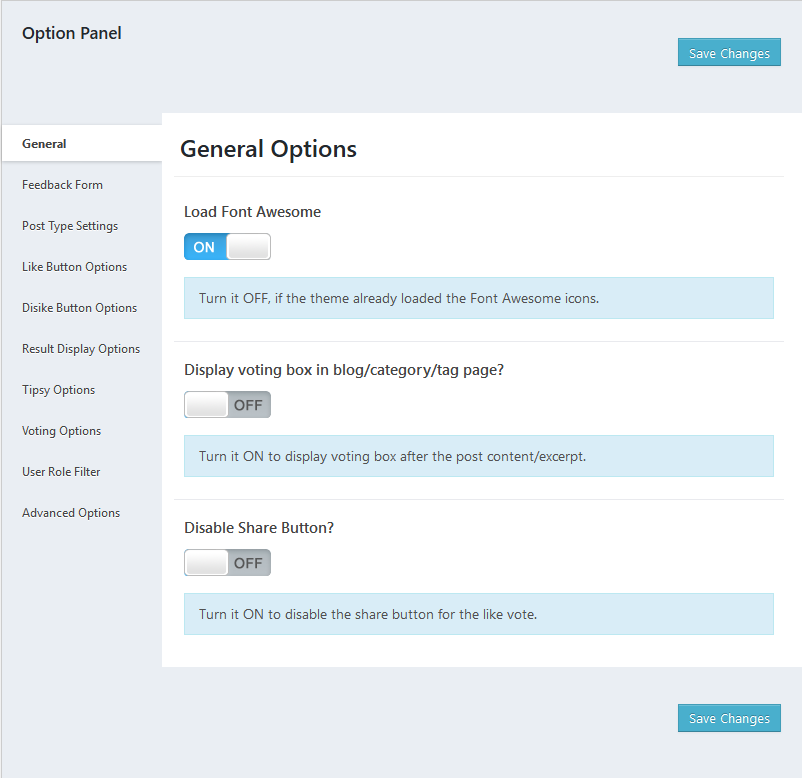 Option Panel
Save Changes
General
Feedback Form
Post Type Settings
Like Button Options
Disike Button Options
Result Display Options
Tipsy Options
Voting Options
User Role Filter
Advanced Options
General Options
Load Font Awesome
ON
Turn it OFF, if the theme already loaded the Font Awesome icons.
Display voting box in blog/category/tag page?
OFF
Turn it ON to display voting box after the post content/excerpt.
Disable Share Button?
OFF
Turn it ON to disable the share button for the like vote.
Save Changes